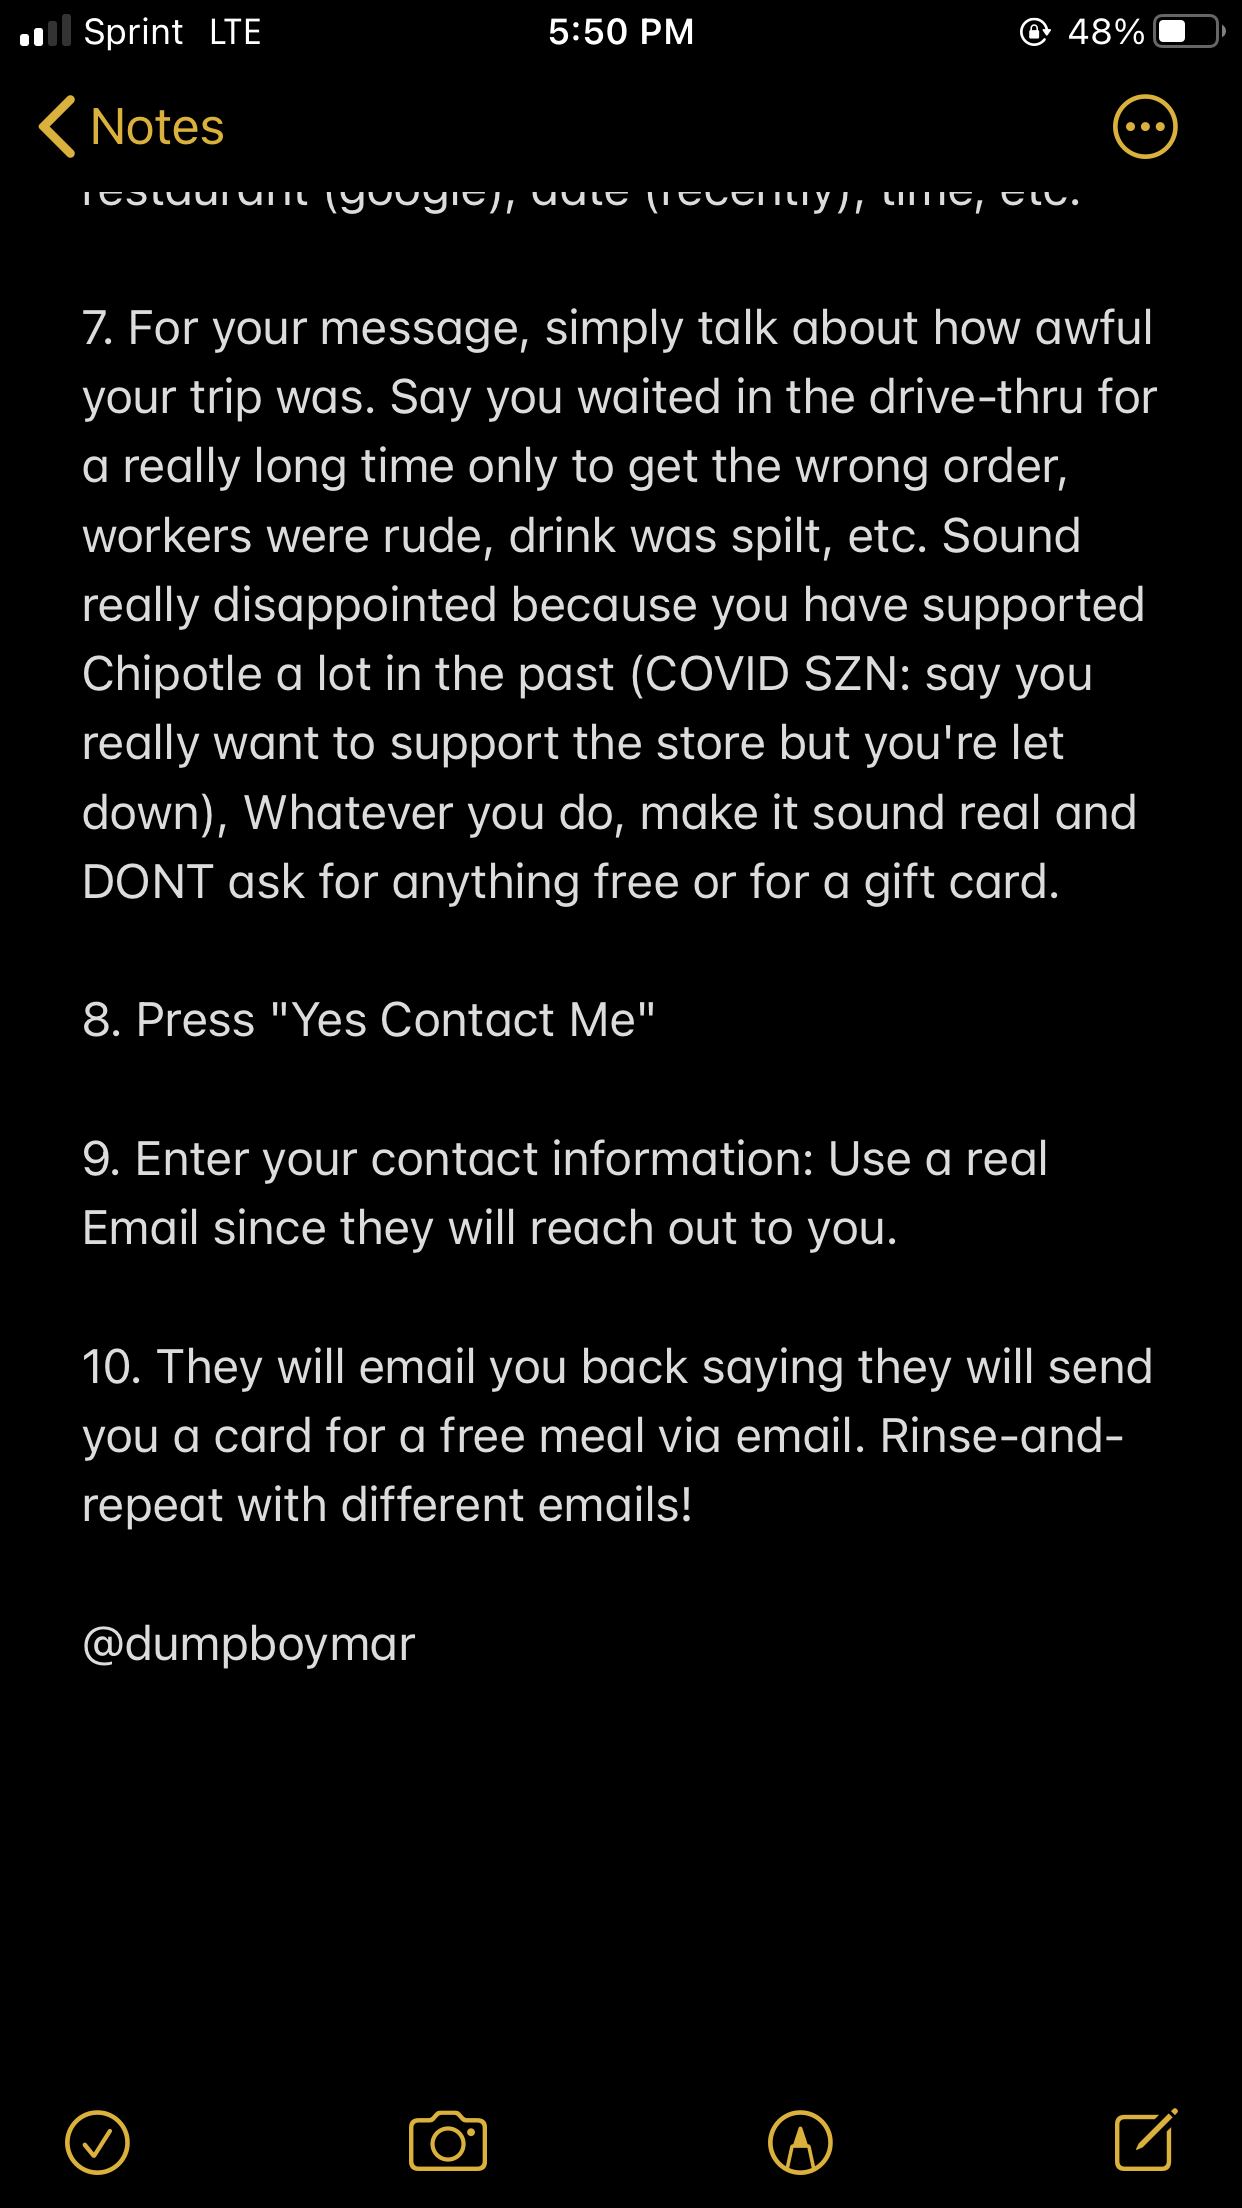 Sprint LTE 5:50 PM 48%
Notes
restaurant (google), date (recently), time, etc.
7. For your message, simply talk about how awful
your trip was. Say you waited in the drive-thru for
a really long time only to get the wrong order,
workers were rude, drink was spilt, etc. Sound
really disappointed because you have supported
Chipotle a lot in the past (COVID SZN: say you
really want to support the store but you're let
down), Whatever you do, make it sound real and
DONT ask for anything free or for a gift card.
8. Press "Yes Contact Me"
9. Enter your contact information: Use a real
Email since they will reach out to you.
10. They will email you back saying they will send
you a card for a free meal via email. Rinse-and-
repeat with different emails!
@dumpboymar